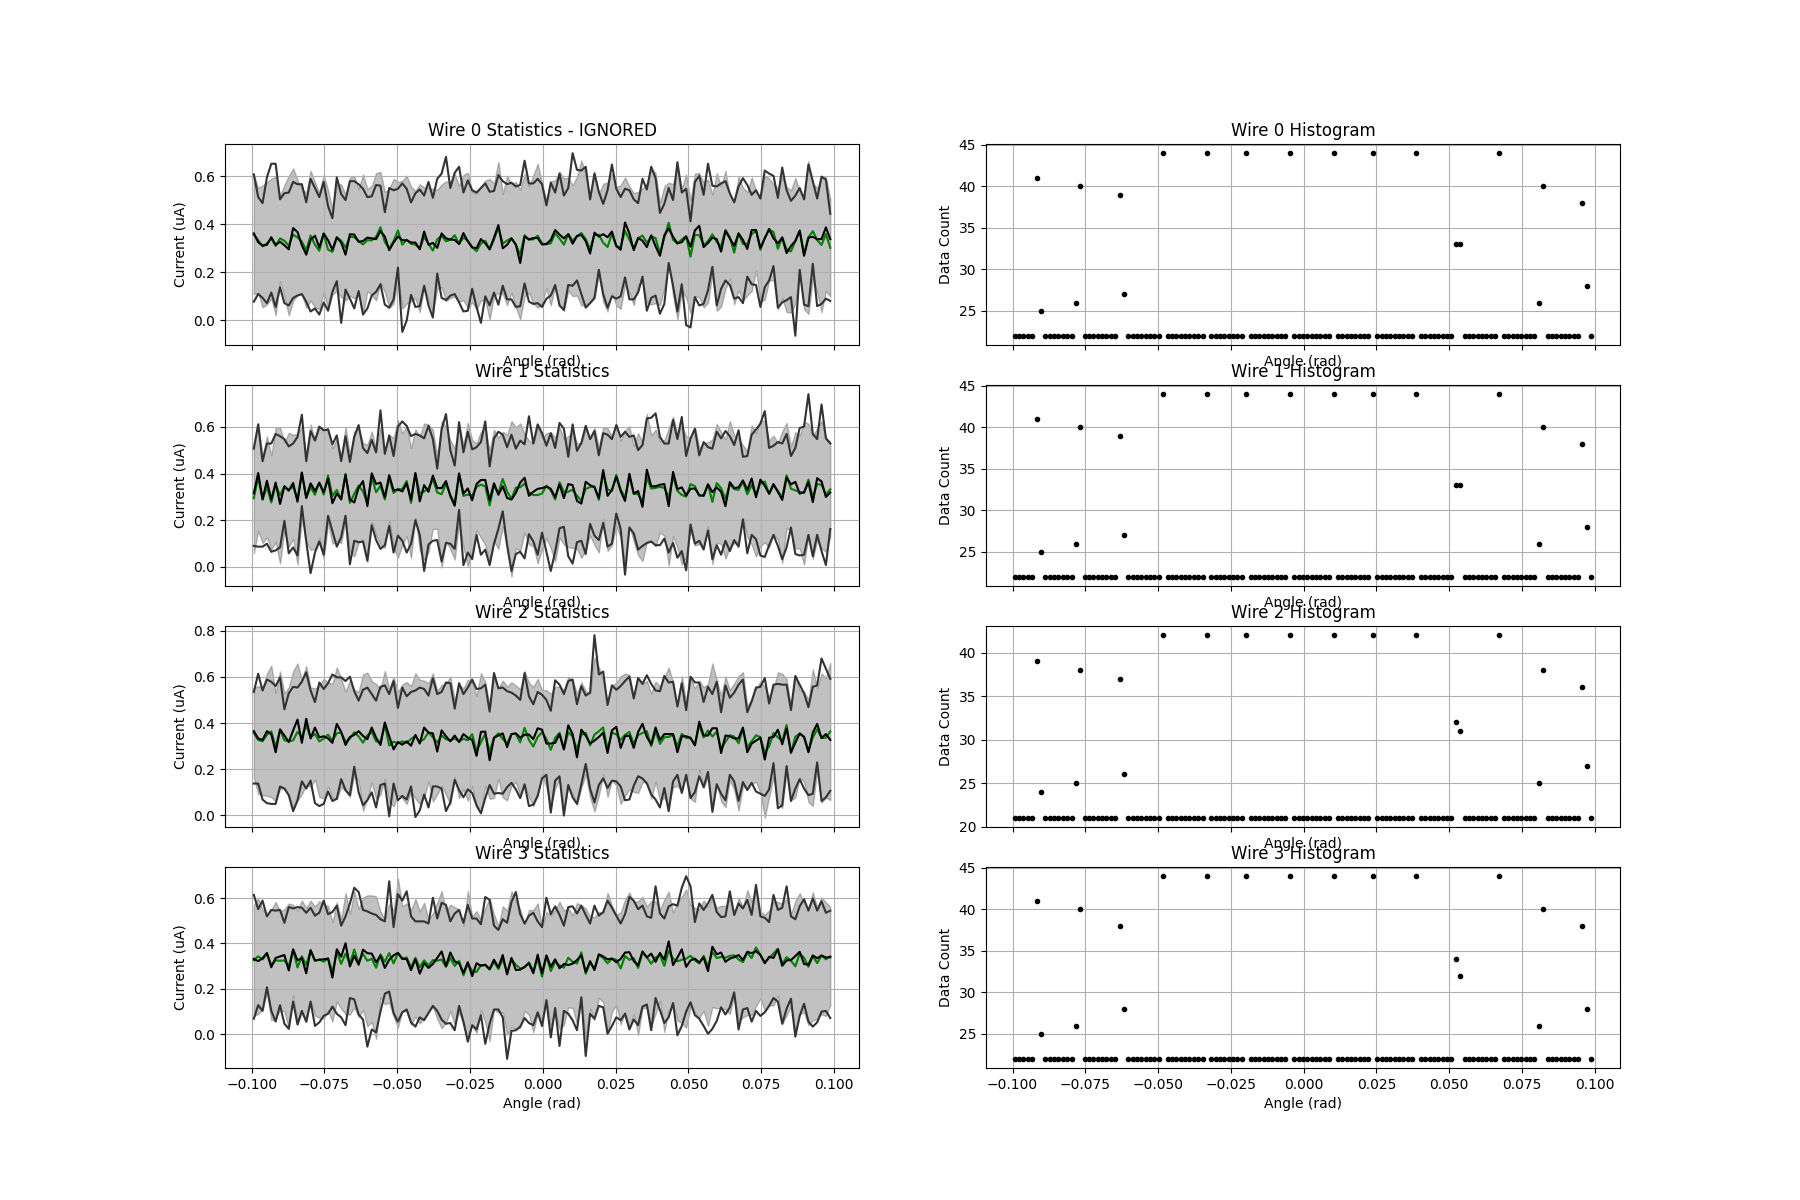 Wire 0 Statistics - IGNORED
Current (uA)
0.6
0.4
0.2
0.0
Angle (rad)
Wire 0 Histogram
Data Count
45
40
35
30
25
Angle (rad)
Wire 1 Statistics
Current (uA)
0.6
0.4
0.2
0.0
Angle (rad)
Wire 1 Histogram
Data Count
45
40
35
30
25
Angle (rad)
Wire 2 Statistics
Current (uA)
0.8
0.6
0.4
0.2
0.0
Angle (rad)
Wire 2 Histogram
Data Count
40
35
30
25
20
Angle (rad)
Wire 3 Statistics
Current (uA)
0.6
0.4
0.2
0.0
−0.100 −0.075 −0.050 −0.025 0.000 0.025 0.050 0.075 0.100
Angle (rad)
Wire 3 Histogram
Data Count
45
40
35
30
25
−0.100 −0.075 −0.050 −0.025 0.000 0.025 0.050 0.075 0.100
Angle (rad)